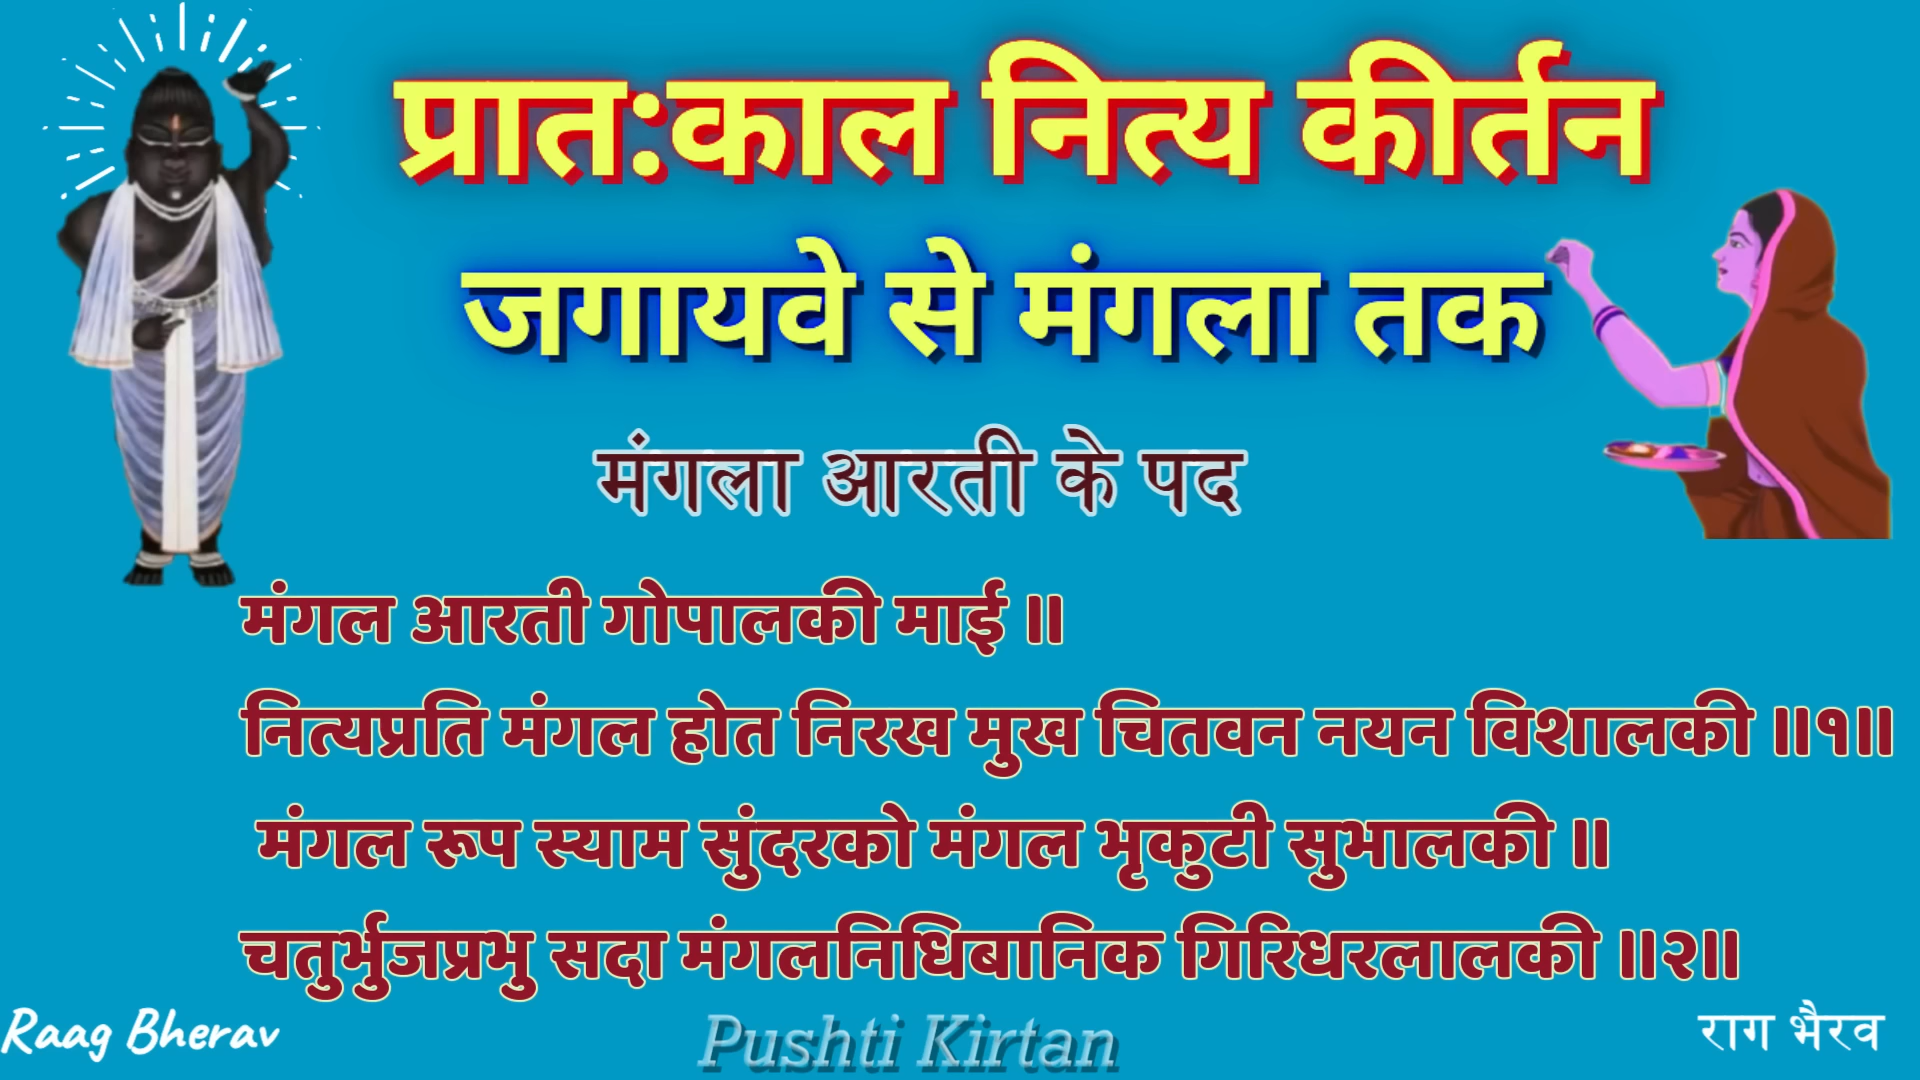 प्रात:काल नित्य कीर्तन
जगायवे से मंगला तक
मंगला आरती के पद
मंगल आरती गोपालकी माई ॥
नित्यप्रति मंगल होत निरख मुख चितवन नयन विशालकी ॥१॥
मंगल रूप स्याम सुंदरको मंगल भृकुटी सुभालकी ॥
चतुर्भुजप्रभु सदा मंगलनिधिबानिक गिरिधरलालकी ॥२॥
Raag Bherav
Pushti Kirtan
राग भैरव